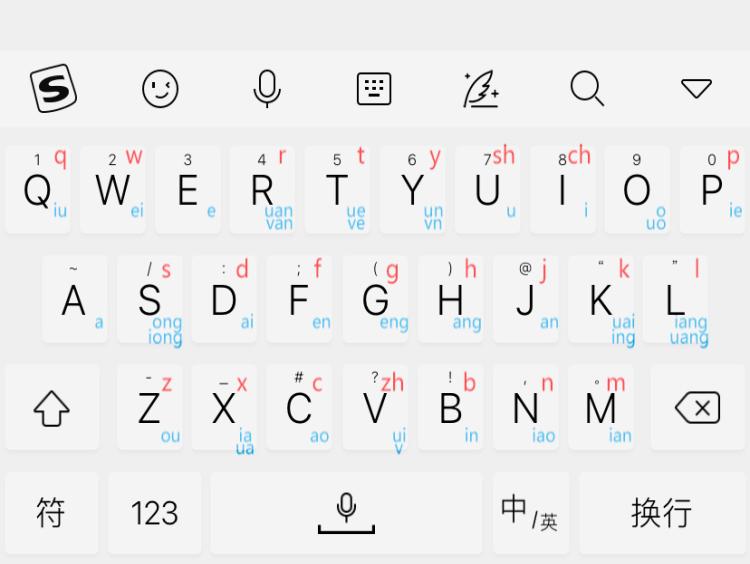 S
1 q 2 w 3 4 r 5 t 6 y 7 sh 8 ch 9 0 p
Q W E R T Y U I O P
iu ei e uan ue un u i o ie
van ve vn uo
~ / s : d ; f ( g ) h @ j “ k ” l
A S D F G H J K L
a ong ai en eng ang an uai iang
iong ing uang
- z _ x # c ? zh ! b , n 。 m
Z X C V B N M
ou ia ao ui in iao ian
ua v
符 123 中/英 换行